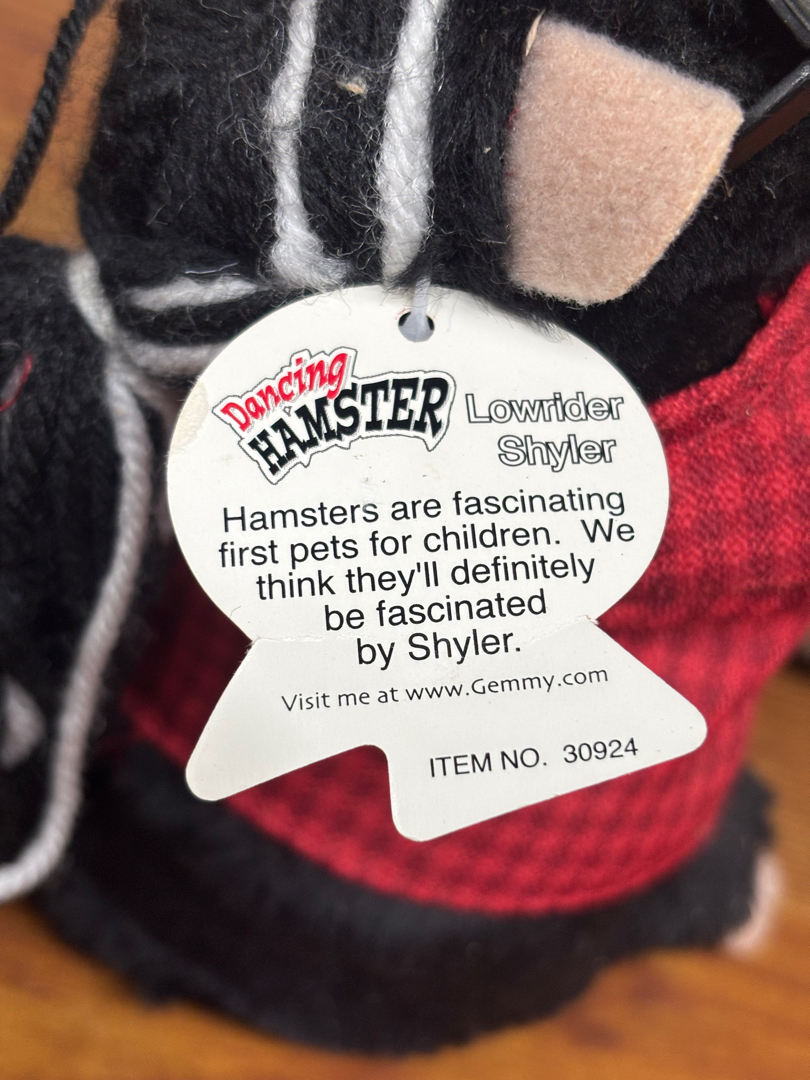 Dancing
HAMSTER
Lowrider
Shyler
Hamsters are fascinating
first pets for children. We
think they'll definitely
be fascinated
by Shyler.
Visit me at www.Gemmy.com
ITEM NO. 30924